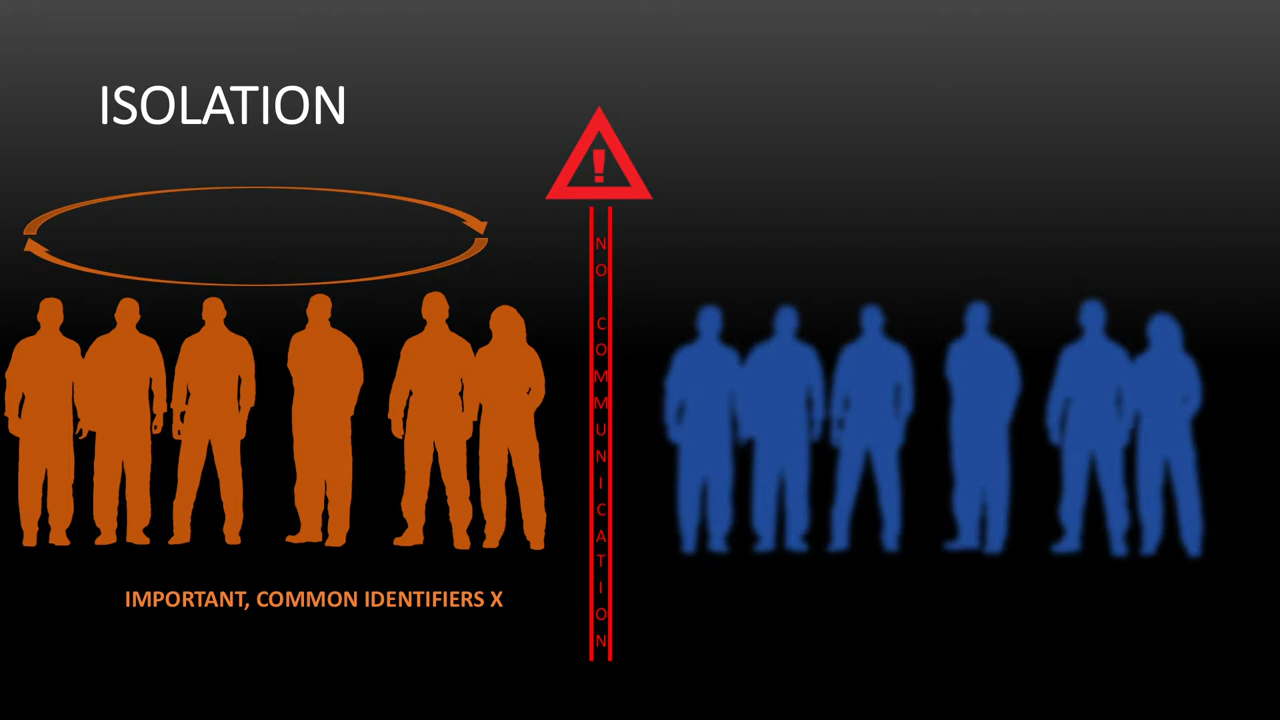 ISOLATION
!
NO COMMUNICATION
IMPORTANT, COMMON IDENTIFIERS X